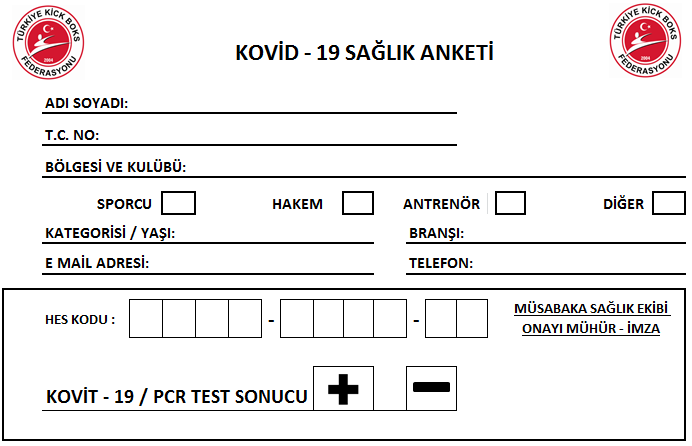 TÜRKİYE KİCK BOKS
FEDERASYONU
2004
KOVİD - 19 SAĞLIK ANKETİ
TÜRKİYE KİCK BOKS
FEDERASYONU
2004
ADI SOYADI:
T.C. NO:
BÖLGESİ VE KULÜBÜ:
SPORCU HAKEM ANTRENÖR DİĞER
KATEGORİSİ / YAŞI: BRANŞI:
E MAİL ADRESİ: TELEFON:
HES KODU : - - MÜSABAKA SAĞLIK EKİBİ
ONAYI MÜHÜR - İMZA
KOVİT - 19 / PCR TEST SONUCU + -